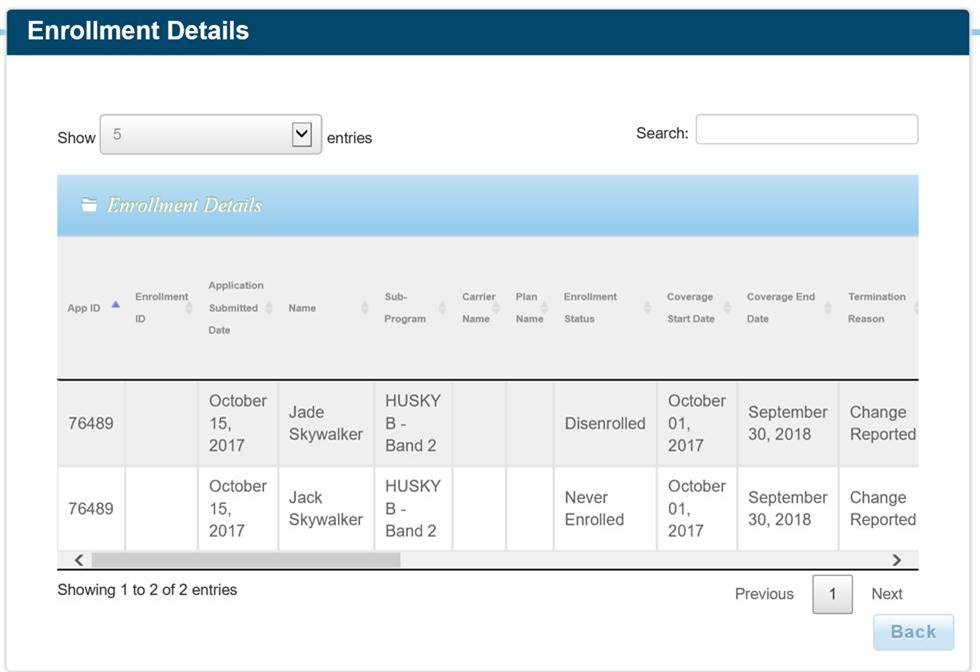 Enrollment Details
Show 5 entries Search:
Enrollment Details
App ID Enrollment ID Application Submitted Date Name Sub-Program Carrier Name Plan Name Enrollment Status Coverage Start Date Coverage End Date Termination Reason
76489 October 15, 2017 Jade Skywalker HUSKY B - Band 2 Disenrolled October 01, 2017 September 30, 2018 Change Reported
76489 October 15, 2017 Jack Skywalker HUSKY B - Band 2 Never Enrolled October 01, 2017 September 30, 2018 Change Reported
Showing 1 to 2 of 2 entries Previous 1 Next
Back